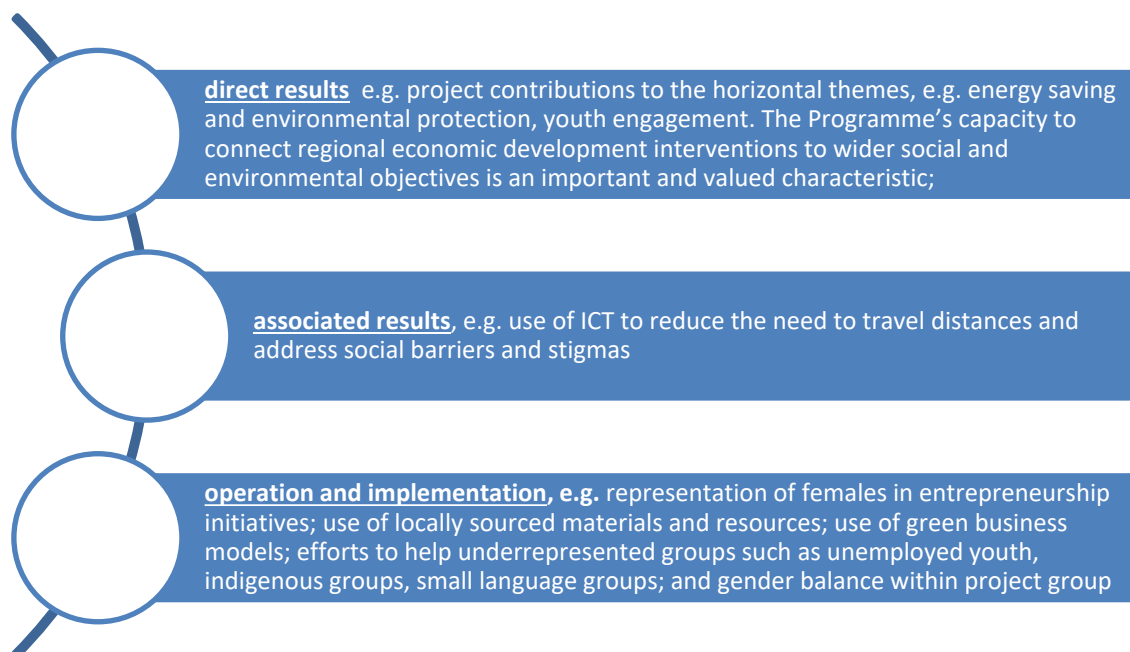 direct results e.g. project contributions to the horizontal themes, e.g. energy saving
and environmental protection, youth engagement. The Programme’s capacity to
connect regional economic development interventions to wider social and
environmental objectives is an important and valued characteristic;
associated results, e.g. use of ICT to reduce the need to travel distances and
address social barriers and stigmas
operation and implementation, e.g. representation of females in entrepreneurship
initiatives; use of locally sourced materials and resources; use of green business
models; efforts to help underrepresented groups such as unemployed youth,
indigenous groups, small language groups; and gender balance within project group